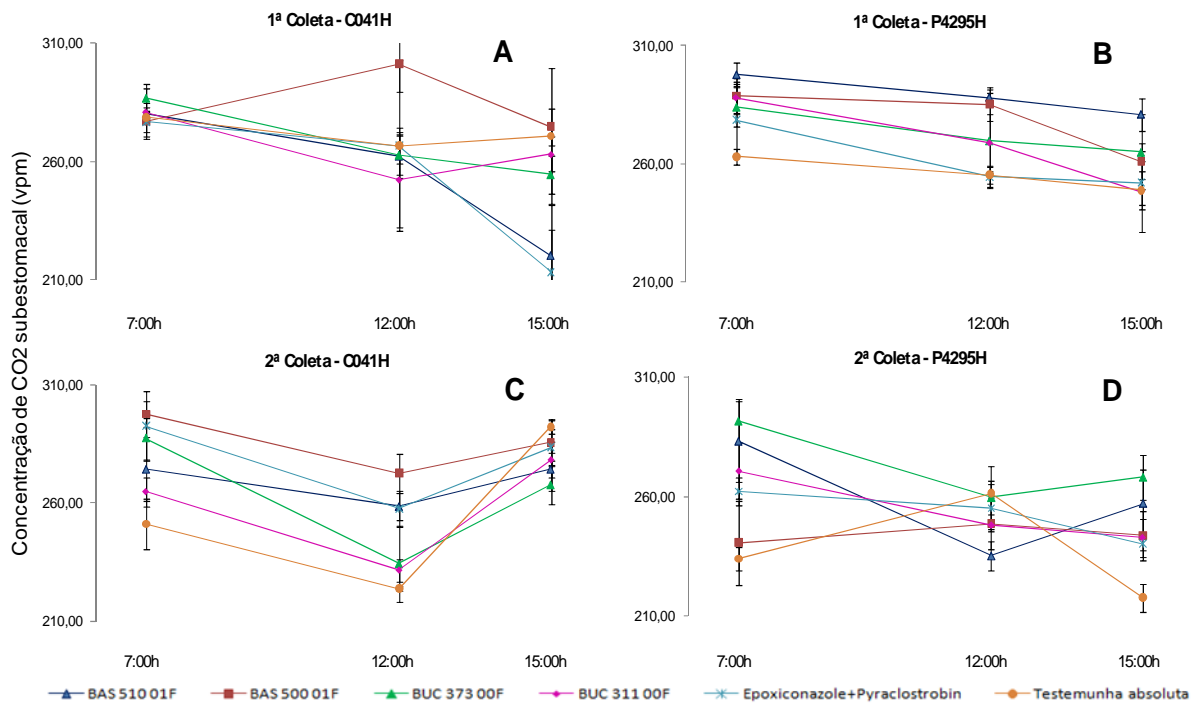 1ª Coleta - C041H
A
310,00
260,00
210,00
7:00h 12:00h 15:00h
1ª Coleta - P4295H
B
310,00
260,00
210,00
7:00h 12:00h 15:00h
Concentração de CO2 subestomacal (vpm)
2ª Coleta - C041H
C
310,00
260,00
210,00
7:00h 12:00h 15:00h
2ª Coleta - P4295H
D
310,00
260,00
210,00
7:00h 12:00h 15:00h
BAS 510 01F BAS 500 01F BUC 373 00F BUC 311 00F Epoxiconazole+Pyraclostrobin Testemunha absoluta